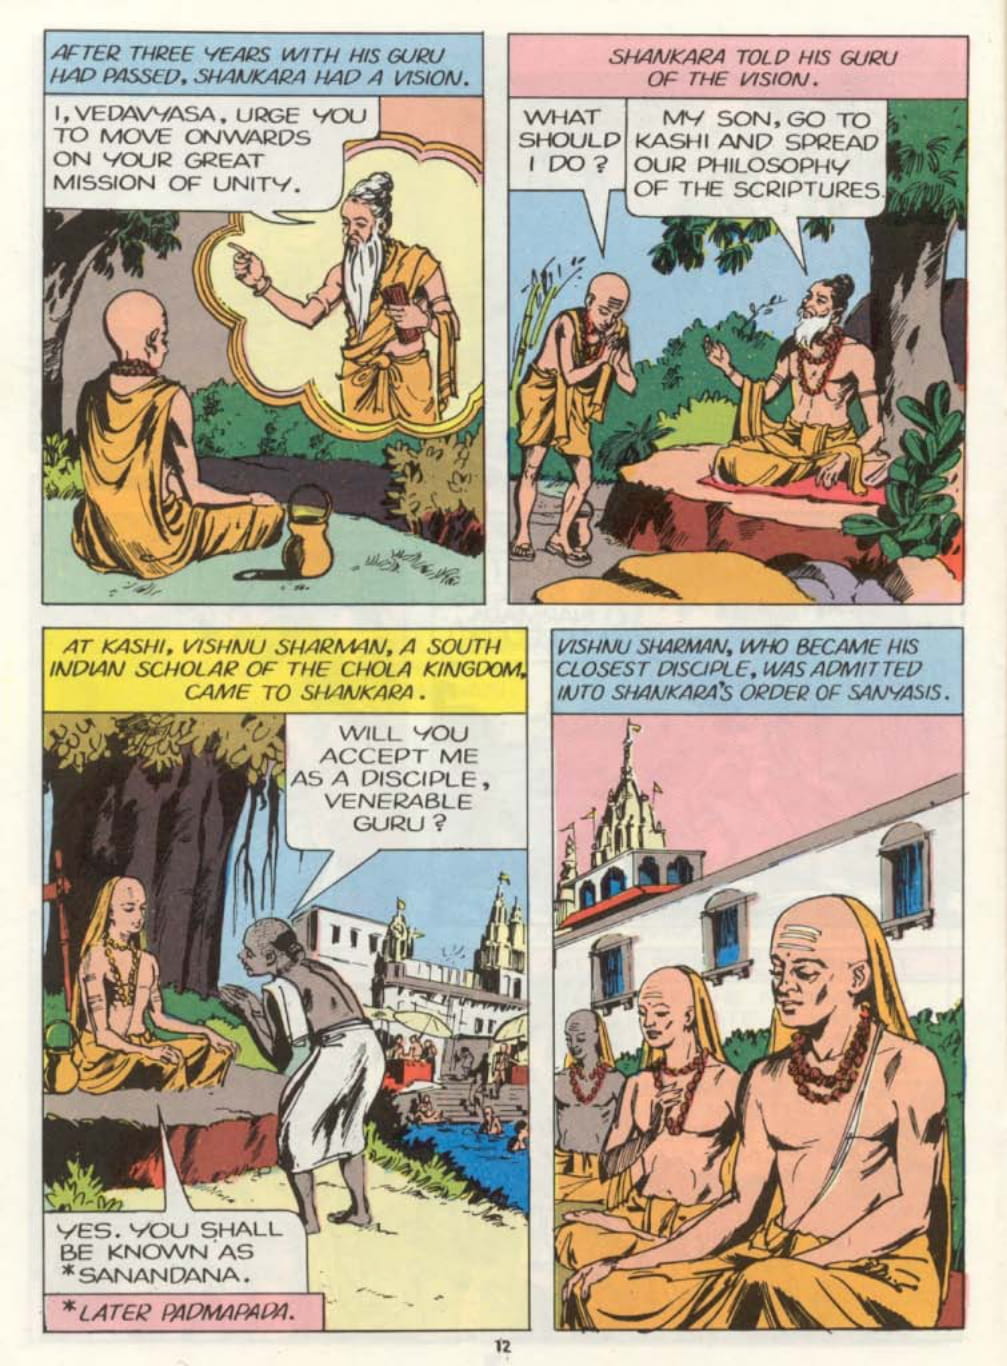 AFTER THREE YEARS WITH HIS GURU
HAD PASSED, SHANKARA HAD A VISION.
I, VEDAVYASA, URGE YOU
TO MOVE ONWARDS
ON YOUR GREAT
MISSION OF UNITY.
SHANKARA TOLD HIS GURU
OF THE VISION.
WHAT
SHOULD
I DO?
MY SON, GO TO
KASHI AND SPREAD
OUR PHILOSOPHY
OF THE SCRIPTURES.
AT KASHI, VISHNU SHARMAN, A SOUTH
INDIAN SCHOLAR OF THE CHOLA KINGDOM,
CAME TO SHANKARA.
WILL YOU
ACCEPT ME
AS A DISCIPLE,
VENERABLE
GURU?
YES. YOU SHALL
BE KNOWN AS
*SANANDANA.
*LATER PADMAPADA.
VISHNU SHARMAN, WHO BECAME HIS
CLOSEST DISCIPLE, WAS ADMITTED
INTO SHANKARA'S ORDER OF SANYASIS.
12